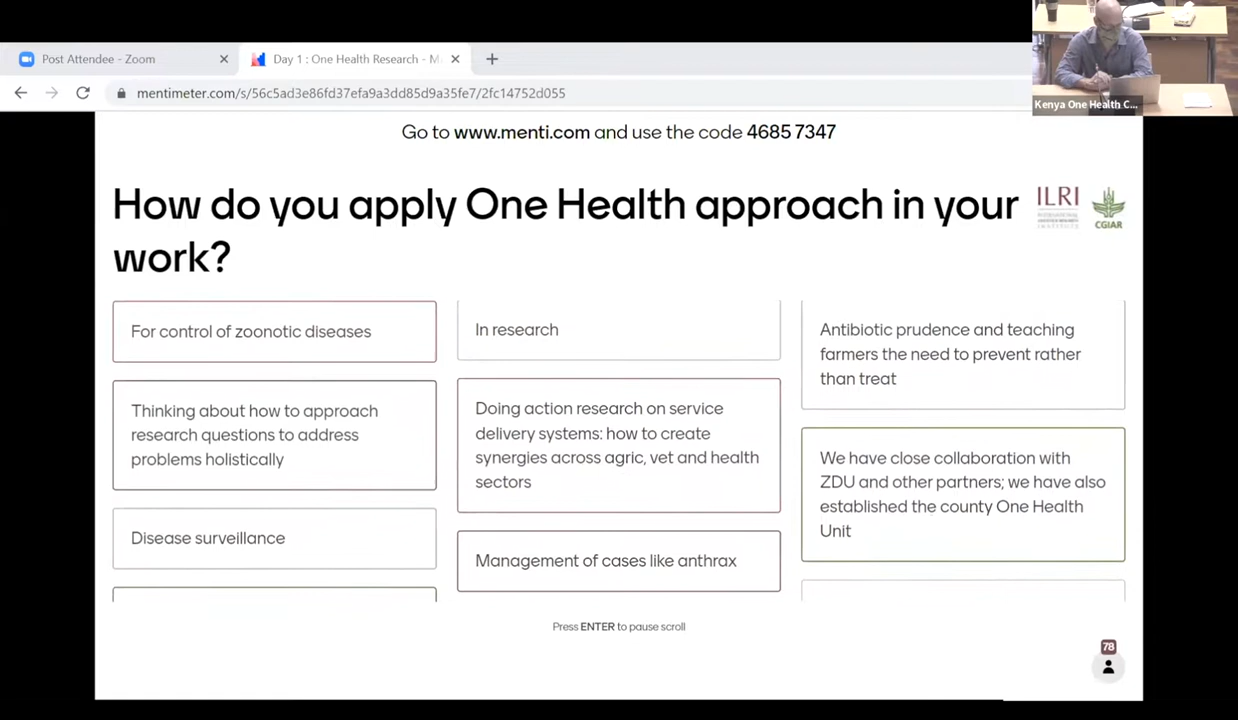 Post Attendee - Zoom
Day 1 : One Health Research - M
mentimeter.com/s/56c5ad3e86fd37efa9a3dd85d9a35fe7/2fc14752d055
Kenya One Health C...
Go to www.menti.com and use the code 4685 7347
How do you apply One Health approach in your
work?
ILRI
INTERNATIONAL
LIVESTOCK RESEARCH
INSTITUTE
CGIAR
For control of zoonotic diseases
Thinking about how to approach
research questions to address
problems holistically
Disease surveillance
In research
Doing action research on service
delivery systems: how to create
synergies across agric, vet and health
sectors
Management of cases like anthrax
Antibiotic prudence and teaching
farmers the need to prevent rather
than treat
We have close collaboration with
ZDU and other partners; we have also
established the county One Health
Unit
Press ENTER to pause scroll
78